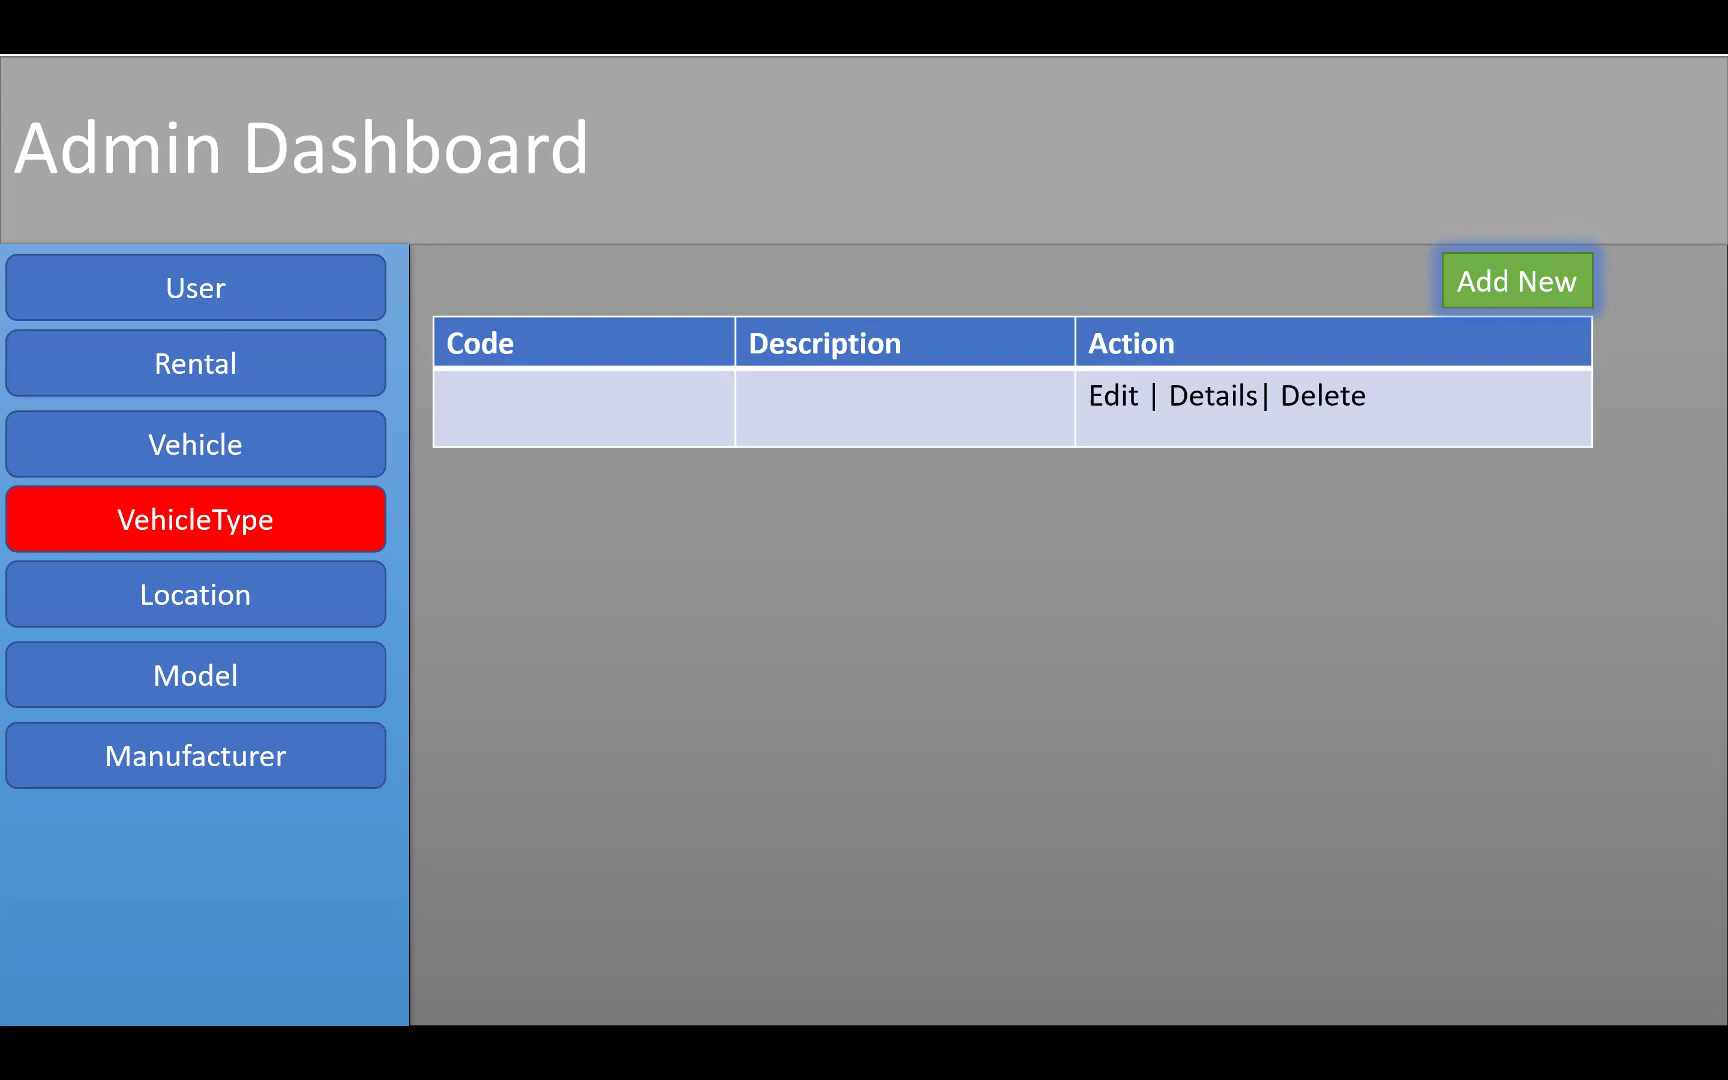 Admin Dashboard
User
Rental
Vehicle
VehicleType
Location
Model
Manufacturer
Add New
Code Description Action
Edit | Details| Delete